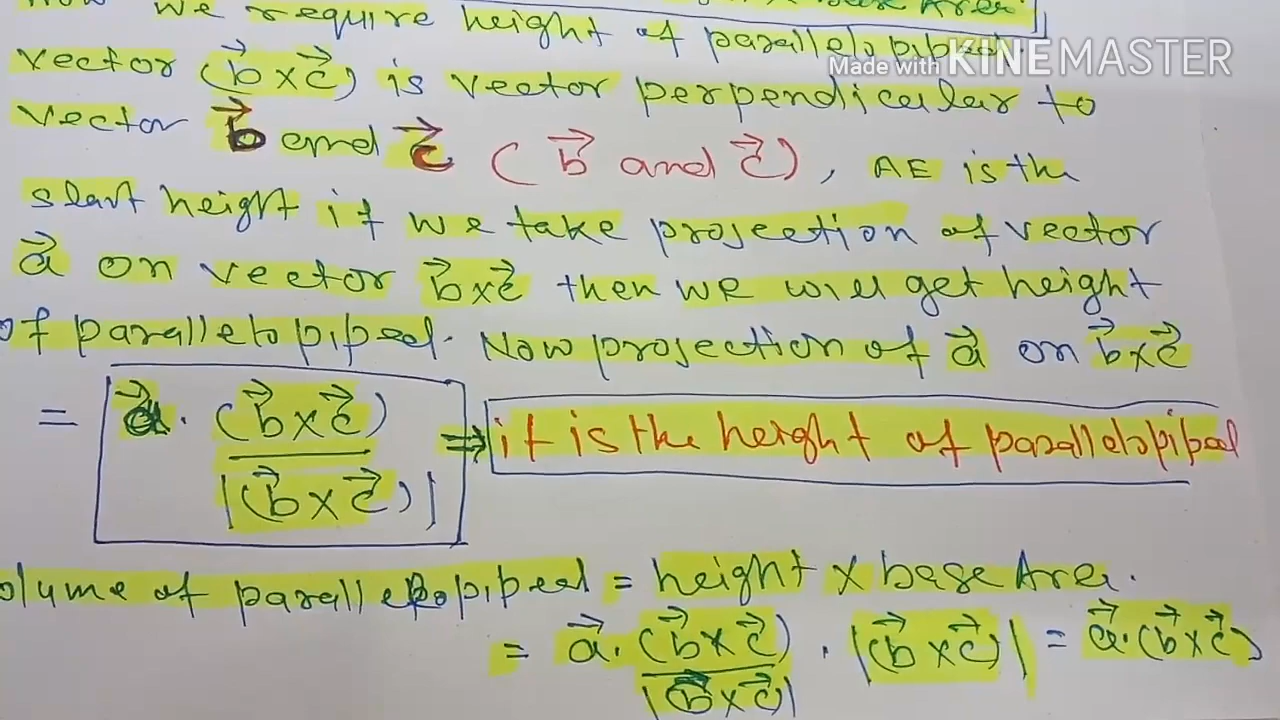 we require height of parallelopiped.
Made with KINEMASTER
vector (b⃗ x c⃗) is vector perpendicular to
vector b⃗ and c⃗ ( b⃗ and c⃗ ), AE is the
slant height if we take projection of vector
a⃗ on vector b⃗ x c⃗ then we will get height
of parallelopiped. Now projection of a⃗ on b⃗ x c⃗
= a⃗ . (b⃗ x c⃗) / |(b⃗ x c⃗)| ⇒ it is the height of parallelopiped
olume of parallelopiped = height x base Area.
= a⃗ . (b⃗ x c⃗) / |(b⃗ x c⃗)| . |(b⃗ x c⃗)| = a⃗ . (b⃗ x c⃗)